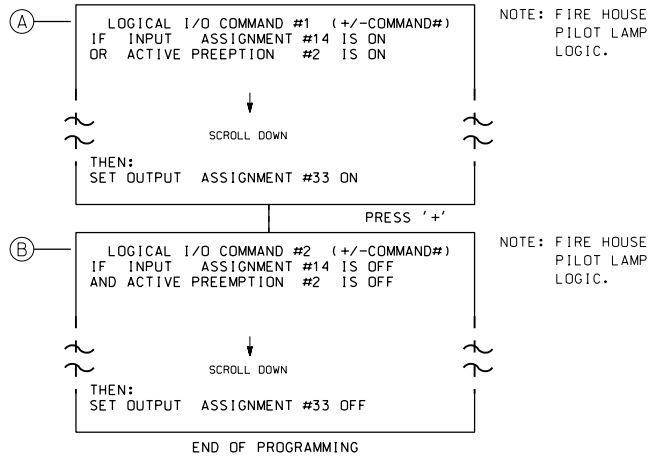 A
LOGICAL I/O COMMAND #1 (+/-COMMAND#)
IF INPUT ASSIGNMENT #14 IS ON
OR ACTIVE PREEPTION #2 IS ON
SCROLL DOWN
THEN:
SET OUTPUT ASSIGNMENT #33 ON
NOTE: FIRE HOUSE
PILOT LAMP
LOGIC.
PRESS '+'
B
LOGICAL I/O COMMAND #2 (+/-COMMAND#)
IF INPUT ASSIGNMENT #14 IS OFF
AND ACTIVE PREEMPTION #2 IS OFF
SCROLL DOWN
THEN:
SET OUTPUT ASSIGNMENT #33 OFF
NOTE: FIRE HOUSE
PILOT LAMP
LOGIC.
END OF PROGRAMMING